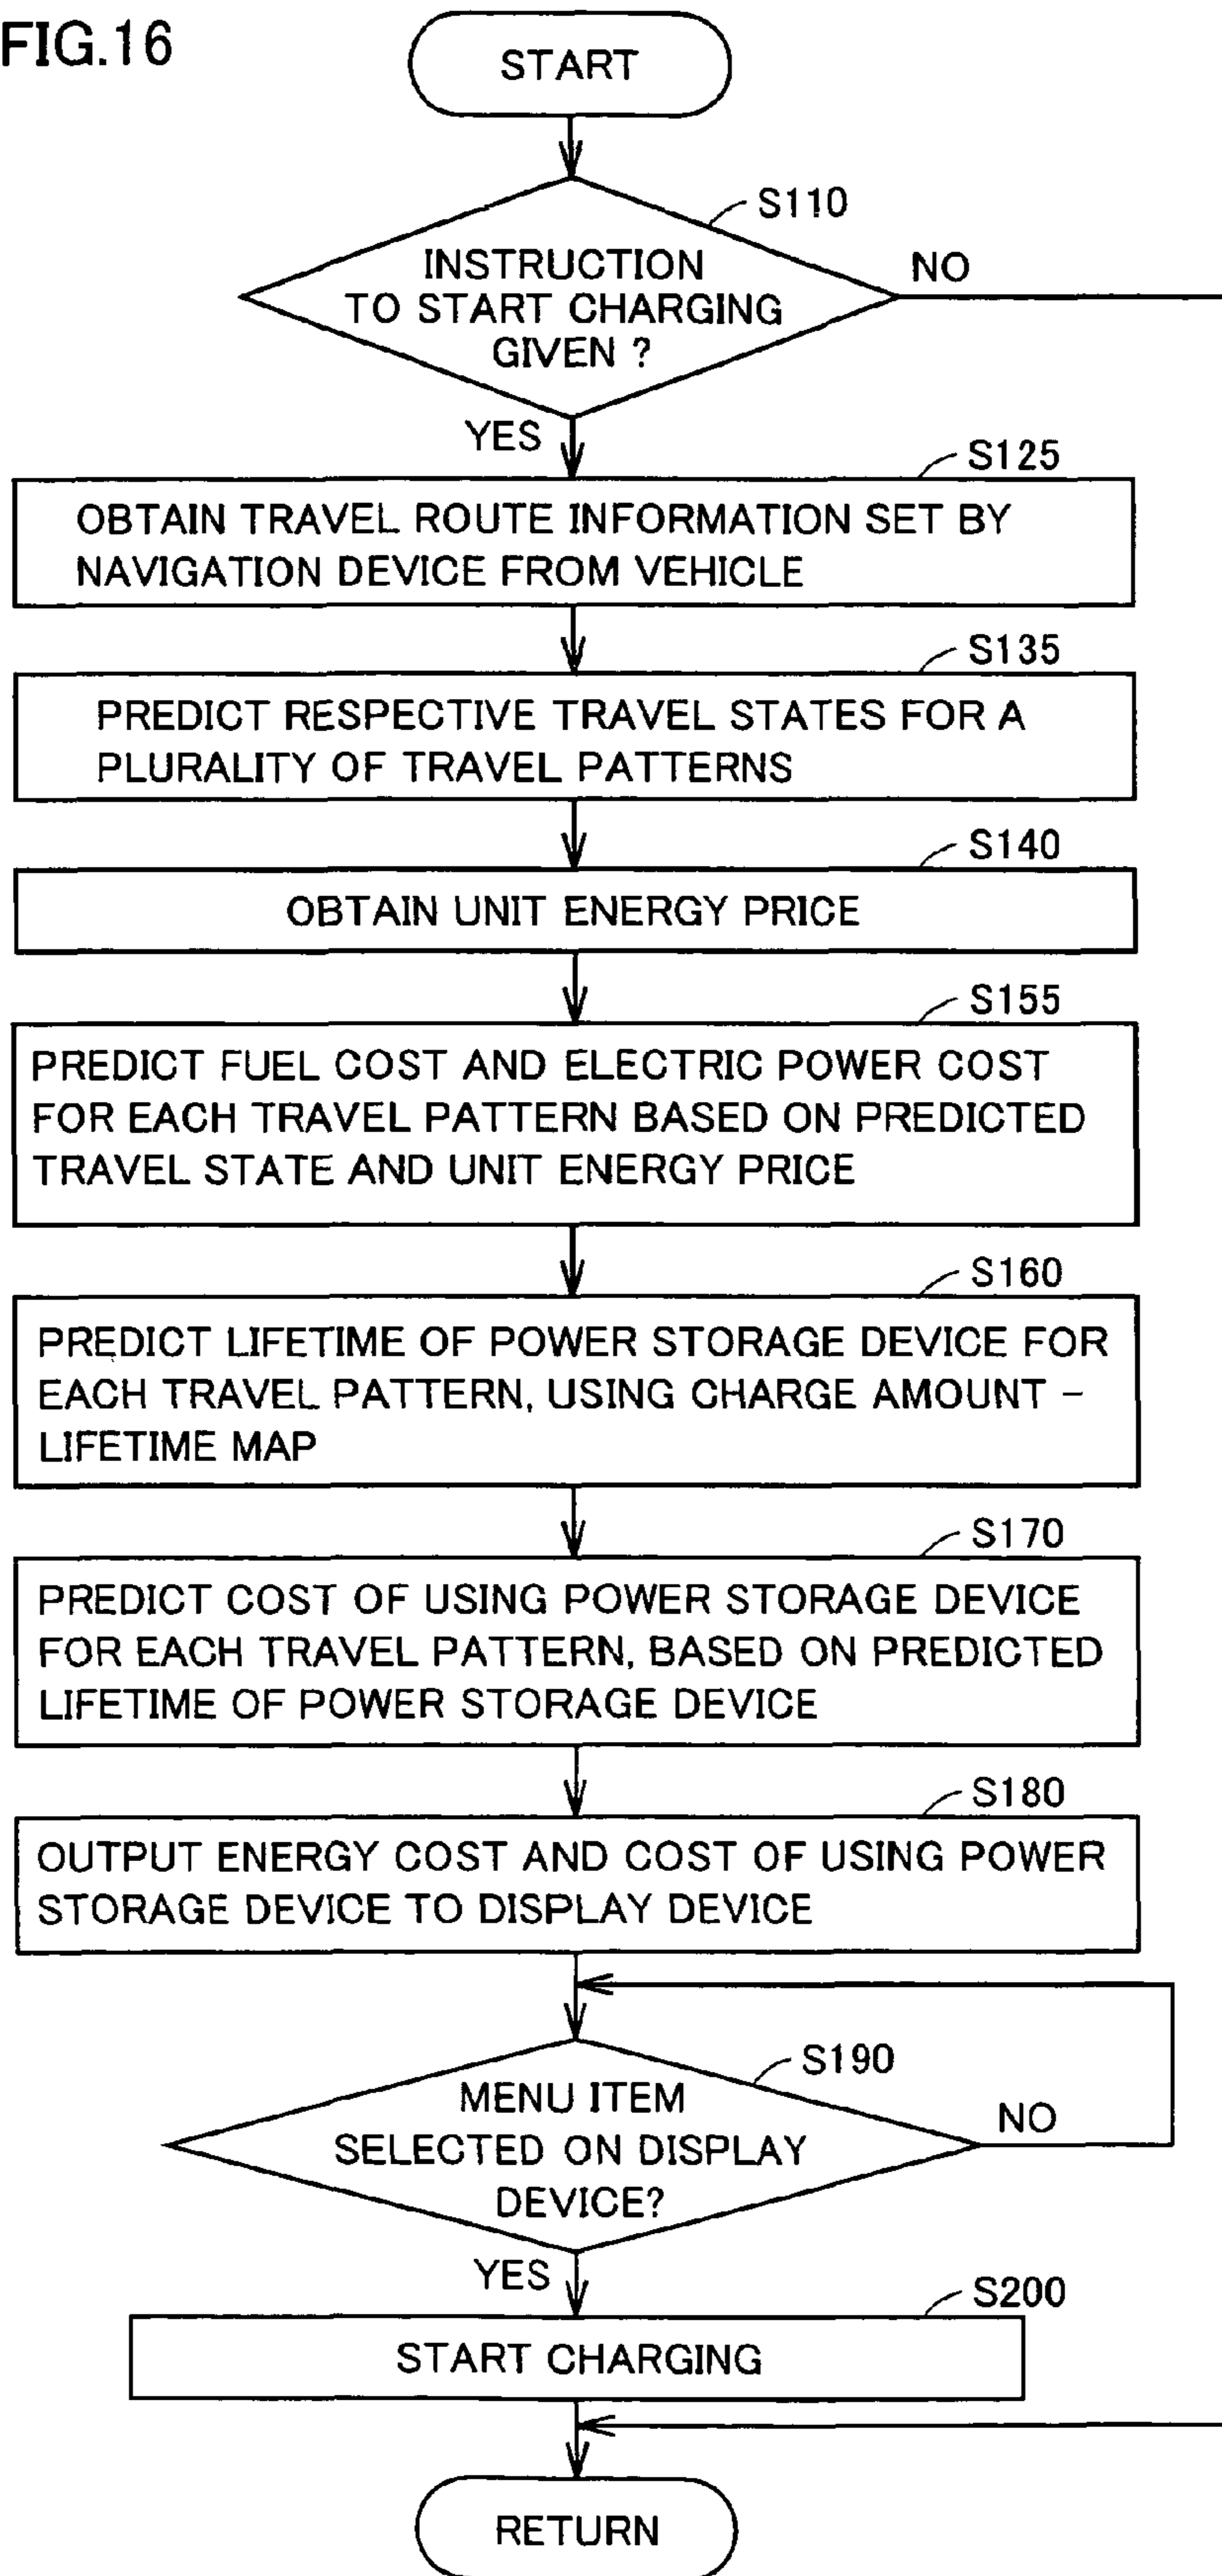 FIG.16
START
S110
INSTRUCTION
TO START CHARGING
GIVEN ?
NO
YES
S125
OBTAIN TRAVEL ROUTE INFORMATION SET BY
NAVIGATION DEVICE FROM VEHICLE
S135
PREDICT RESPECTIVE TRAVEL STATES FOR A
PLURALITY OF TRAVEL PATTERNS
S140
OBTAIN UNIT ENERGY PRICE
S155
PREDICT FUEL COST AND ELECTRIC POWER COST
FOR EACH TRAVEL PATTERN BASED ON PREDICTED
TRAVEL STATE AND UNIT ENERGY PRICE
S160
PREDICT LIFETIME OF POWER STORAGE DEVICE FOR
EACH TRAVEL PATTERN, USING CHARGE AMOUNT –
LIFETIME MAP
S170
PREDICT COST OF USING POWER STORAGE DEVICE
FOR EACH TRAVEL PATTERN, BASED ON PREDICTED
LIFETIME OF POWER STORAGE DEVICE
S180
OUTPUT ENERGY COST AND COST OF USING POWER
STORAGE DEVICE TO DISPLAY DEVICE
S190
MENU ITEM
SELECTED ON DISPLAY
DEVICE?
NO
YES
S200
START CHARGING
RETURN